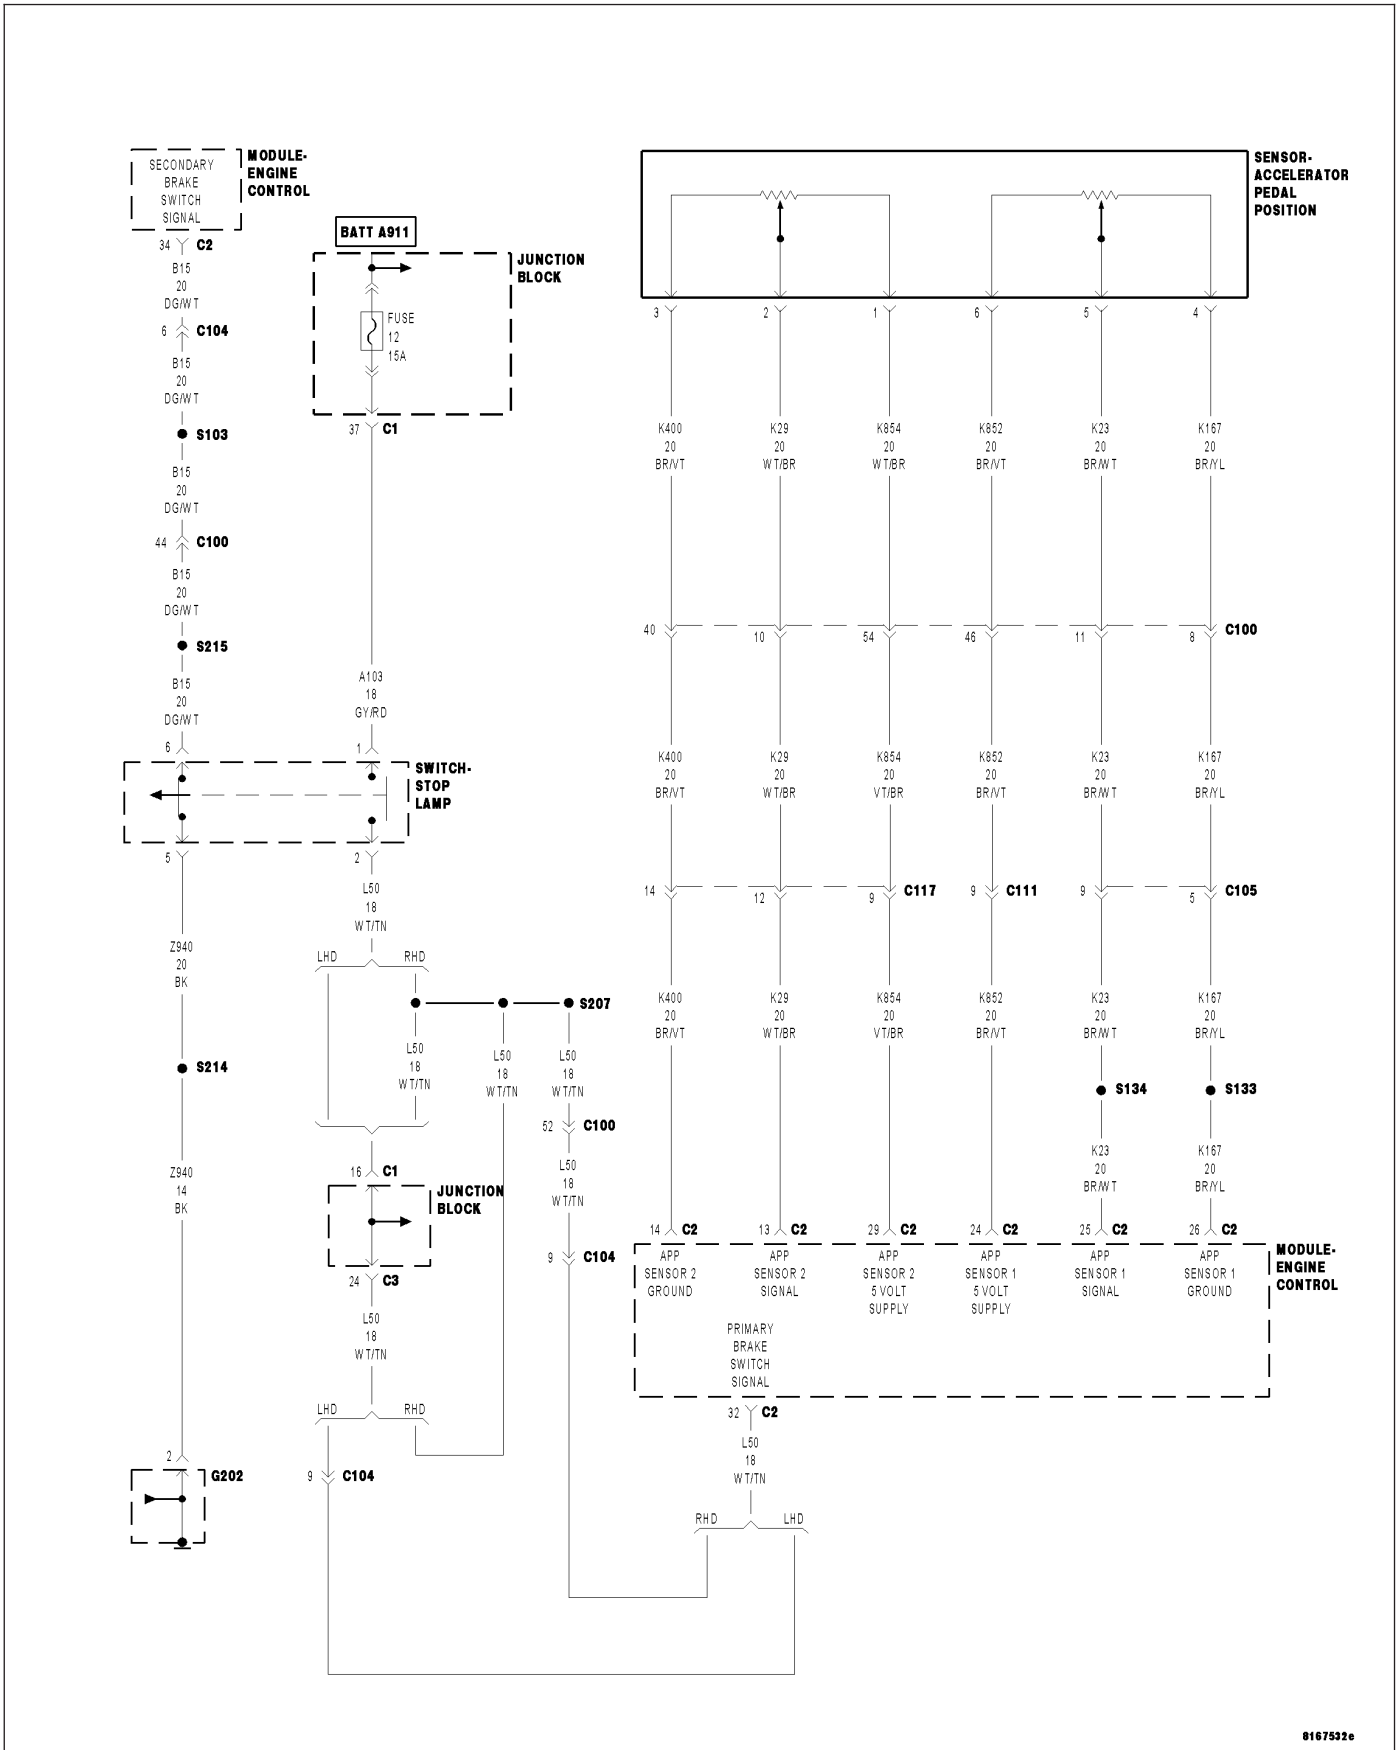 SECONDARY
BRAKE
SWITCH
SIGNAL
MODULE-
ENGINE
CONTROL
34 C2
B15
20
DG/WT
6 C104
B15
20
DG/WT
S103
B15
20
DG/WT
44 C100
B15
20
DG/WT
S215
B15
20
DG/WT
6
BATT A911
JUNCTION
BLOCK
FUSE
12
15A
37 C1
A103
18
GY/RD
1
SWITCH-
STOP
LAMP
5
Z940
20
BK
S214
Z940
14
BK
2
G202
2
L50
18
WT/TN
LHD RHD
S207
L50
18
WT/TN
L50
18
WT/TN
L50
18
WT/TN
52 C100
L50
18
WT/TN
9 C104
16 C1
JUNCTION
BLOCK
24 C3
L50
18
WT/TN
LHD RHD
9 C104
SENSOR-
ACCELERATOR
PEDAL
POSITION
3 2 1 6 5 4
K400 K29 K854 K852 K23 K167
20 20 20 20 20 20
BR/VT WT/BR WT/BR BR/VT BR/WT BR/YL
40 10 54 46 11 8 C100
K400 K29 K854 K852 K23 K167
20 20 20 20 20 20
BR/VT WT/BR VT/BR BR/VT BR/WT BR/YL
14 12 9 C117 9 C111 9 5 C105
K400 K29 K854 K852 K23 K167
20 20 20 20 20 20
BR/VT WT/BR VT/BR BR/VT BR/WT BR/YL
S134 S133
K23 K167
20 20
BR/WT BR/YL
14 C2 13 C2 29 C2 24 C2 25 C2 26 C2
MODULE-
ENGINE
CONTROL
APP APP APP APP APP APP
SENSOR 2 SENSOR 2 SENSOR 2 SENSOR 1 SENSOR 1 SENSOR 1
GROUND SIGNAL 5 VOLT 5 VOLT SIGNAL GROUND
SUPPLY SUPPLY
PRIMARY
BRAKE
SWITCH
SIGNAL
32 C2
L50
18
WT/TN
RHD LHD
8167532e